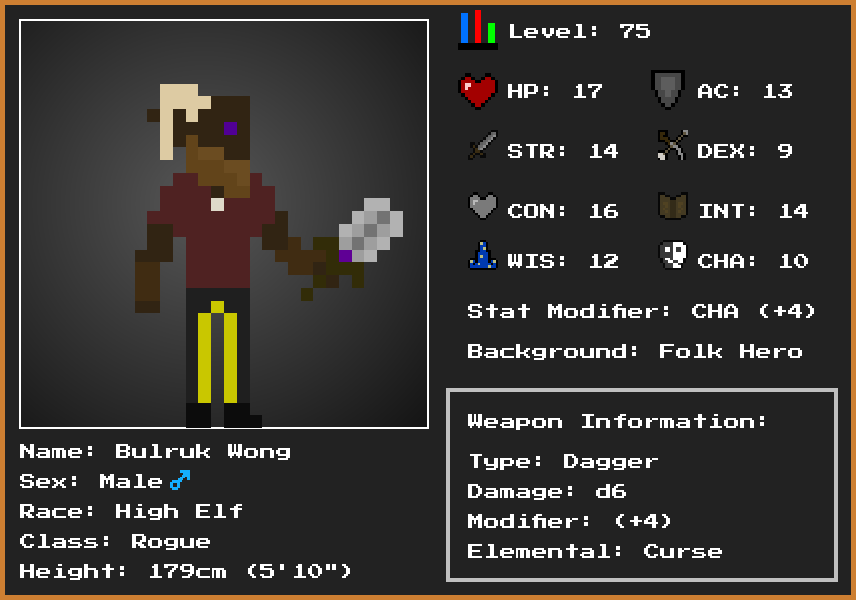 Level: 75
HP: 17
AC: 13
STR: 14
DEX: 9
CON: 16
INT: 14
WIS: 12
CHA: 10
Stat Modifier: CHA (+4)
Background: Folk Hero
Weapon Information:
Type: Dagger
Damage: d6
Modifier: (+4)
Elemental: Curse
Name: Bulruk Wong
Sex: Male♂
Race: High Elf
Class: Rogue
Height: 179cm (5'10")